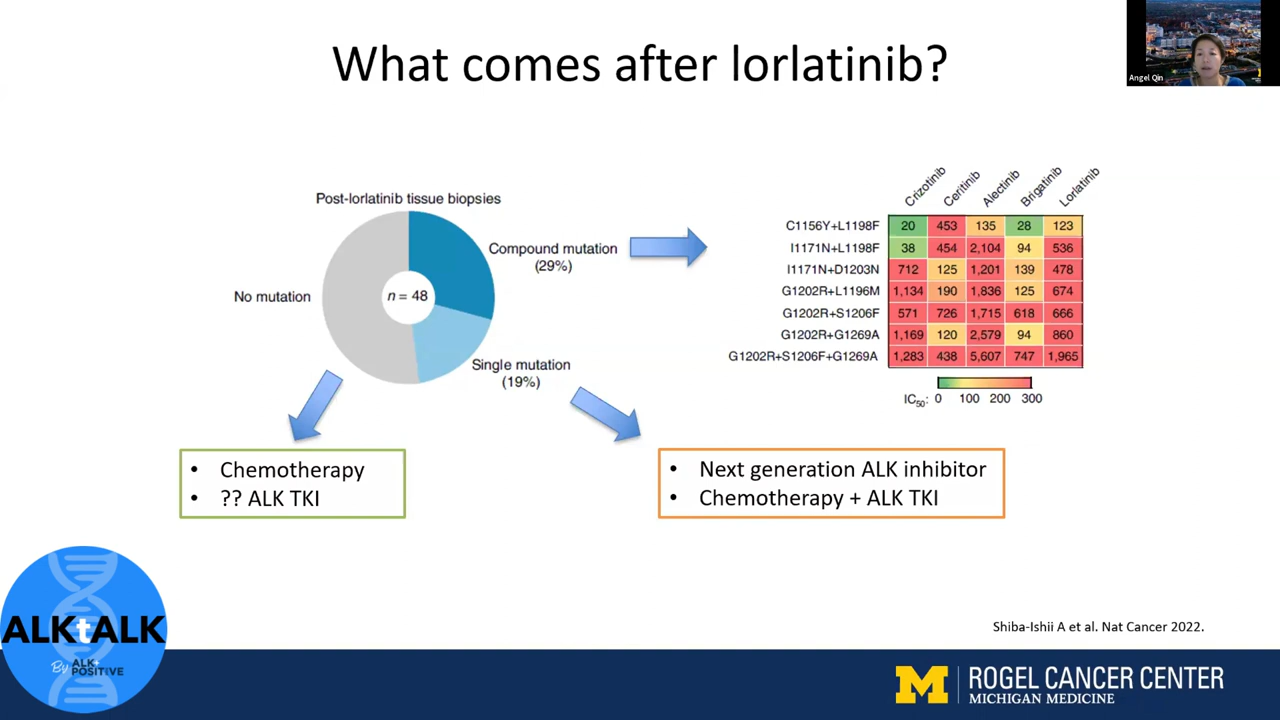 What comes after lorlatinib?
Angel Qin
Post-lorlatinib tissue biopsies
Compound mutation
(29%)
No mutation
n = 48
Single mutation
(19%)
Crizotinib Ceritinib Alectinib Brigatinib Lorlatinib
C1156Y+L1198F 20 453 135 28 123
I1171N+L1198F 38 454 2,104 94 536
I1171N+D1203N 712 125 1,201 139 478
G1202R+L1196M 1,134 190 1,836 125 674
G1202R+S1206F 571 726 1,715 618 666
G1202R+G1269A 1,169 120 2,579 94 860
G1202R+S1206F+G1269A 1,283 438 5,607 747 1,965
IC50: 0 100 200 300
• Chemotherapy
• ?? ALK TKI
• Next generation ALK inhibitor
• Chemotherapy + ALK TKI
ALKtALK
By ALK+
POSITIVE
Shiba-Ishii A et al. Nat Cancer 2022.
M
ROGEL CANCER CENTER
MICHIGAN MEDICINE